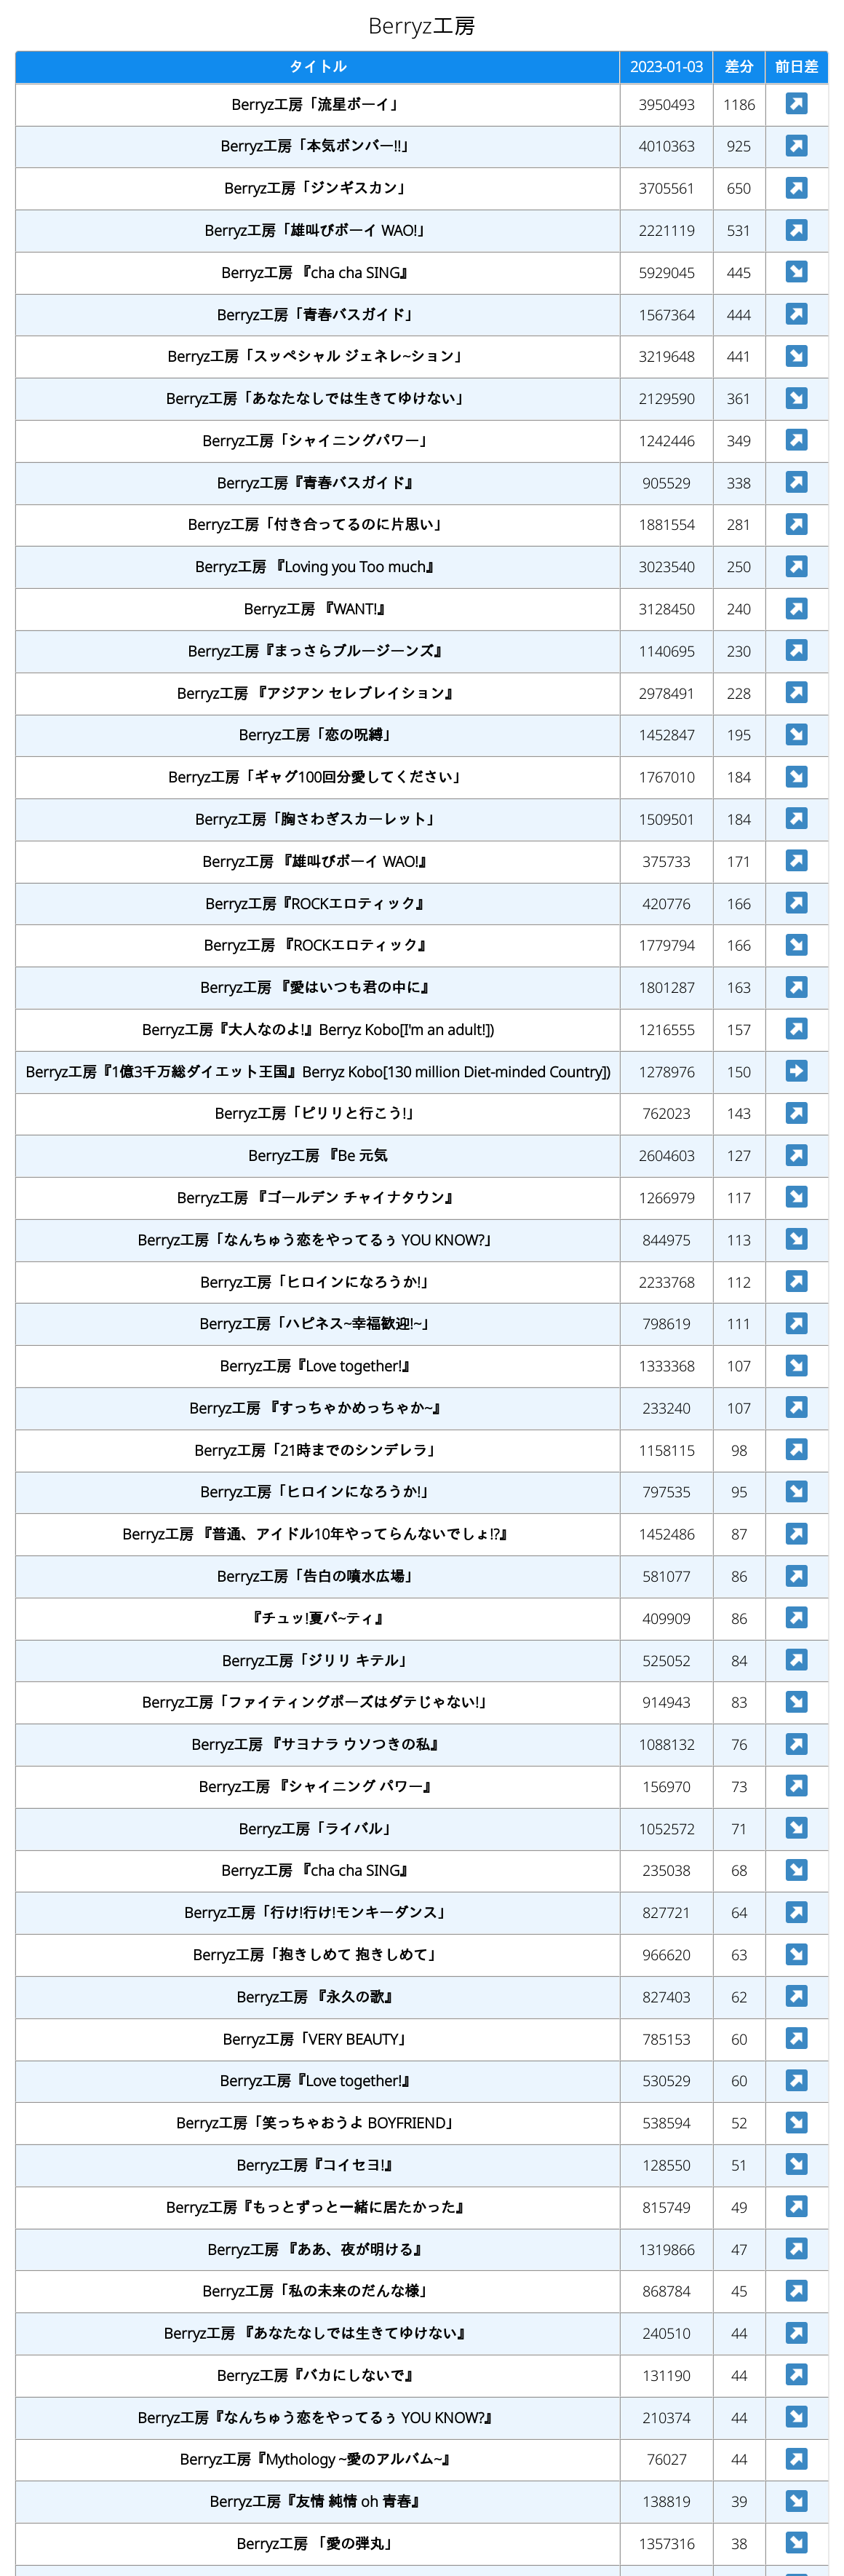 Berryz工房
タイトル 2023-01-03 差分 前日差
Berryz工房「流星ボーイ」 3950493 1186
Berryz工房「本気ボンバー!!」 4010363 925
Berryz工房「ジンギスカン」 3705561 650
Berryz工房「雄叫びボーイ WAO!」 2221119 531
Berryz工房 『cha cha SING』 5929045 445
Berryz工房「青春バスガイド」 1567364 444
Berryz工房「スッペシャル ジェネレ~ション」 3219648 441
Berryz工房「あなたなしでは生きてゆけない」 2129590 361
Berryz工房「シャイニングパワー」 1242446 349
Berryz工房『青春バスガイド』 905529 338
Berryz工房「付き合ってるのに片思い」 1881554 281
Berryz工房 『Loving you Too much』 3023540 250
Berryz工房 『WANT!』 3128450 240
Berryz工房『まっさらブルージーンズ』 1140695 230
Berryz工房 『アジアン セレブレイション』 2978491 228
Berryz工房「恋の呪縛」 1452847 195
Berryz工房「ギャグ100回分愛してください」 1767010 184
Berryz工房「胸さわぎスカーレット」 1509501 184
Berryz工房 『雄叫びボーイ WAO!』 375733 171
Berryz工房『ROCKエロティック』 420776 166
Berryz工房 『ROCKエロティック』 1779794 166
Berryz工房 『愛はいつも君の中に』 1801287 163
Berryz工房『大人なのよ!』Berryz Kobo[I'm an adult!]) 1216555 157
Berryz工房『1億3千万総ダイエット王国』Berryz Kobo[130 million Diet-minded Country]) 1278976 150
Berryz工房「ピリリと行こう!」 762023 143
Berryz工房 『Be 元気 2604603 127
Berryz工房 『ゴールデン チャイナタウン』 1266979 117
Berryz工房「なんちゅう恋をやってるぅ YOU KNOW?」 844975 113
Berryz工房「ヒロインになろうか!」 2233768 112
Berryz工房「ハピネス~幸福歓迎!~」 798619 111
Berryz工房『Love together!』 1333368 107
Berryz工房 『すっちゃかめっちゃか~』 233240 107
Berryz工房「21時までのシンデレラ」 1158115 98
Berryz工房「ヒロインになろうか!」 797535 95
Berryz工房 『普通、アイドル10年やってらんないでしょ!?』 1452486 87
Berryz工房「告白の噴水広場」 581077 86
『チュッ!夏パ~ティ』 409909 86
Berryz工房「ジリリ キテル」 525052 84
Berryz工房「ファイティングポーズはダテじゃない!」 914943 83
Berryz工房 『サヨナラ ウソつきの私』 1088132 76
Berryz工房 『シャイニング パワー』 156970 73
Berryz工房「ライバル」 1052572 71
Berryz工房 『cha cha SING』 235038 68
Berryz工房「行け!行け!モンキーダンス」 827721 64
Berryz工房「抱きしめて 抱きしめて」 966620 63
Berryz工房 『永久の歌』 827403 62
Berryz工房「VERY BEAUTY」 785153 60
Berryz工房『Love together!』 530529 60
Berryz工房「笑っちゃおうよ BOYFRIEND」 538594 52
Berryz工房『コイセヨ!』 128550 51
Berryz工房『もっとずっと一緒に居たかった』 815749 49
Berryz工房 『ああ、夜が明ける』 1319866 47
Berryz工房「私の未来のだんな様」 868784 45
Berryz工房 『あなたなしでは生きてゆけない』 240510 44
Berryz工房『バカにしないで』 131190 44
Berryz工房『なんちゅう恋をやってるぅ YOU KNOW?』 210374 44
Berryz工房『Mythology ~愛のアルバム~』 76027 44
Berryz工房『友情 純情 oh 青春』 138819 39
Berryz工房 「愛の弾丸」 1357316 38